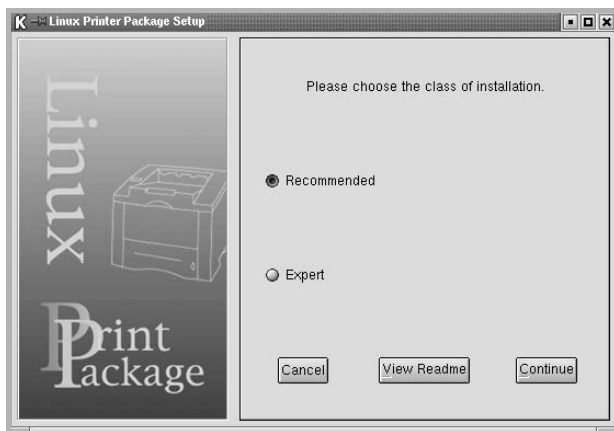 Linux Printer Package Setup
Linux
Print
Package
Please choose the class of installation.
Recommended
Expert
Cancel
View Readme
Continue